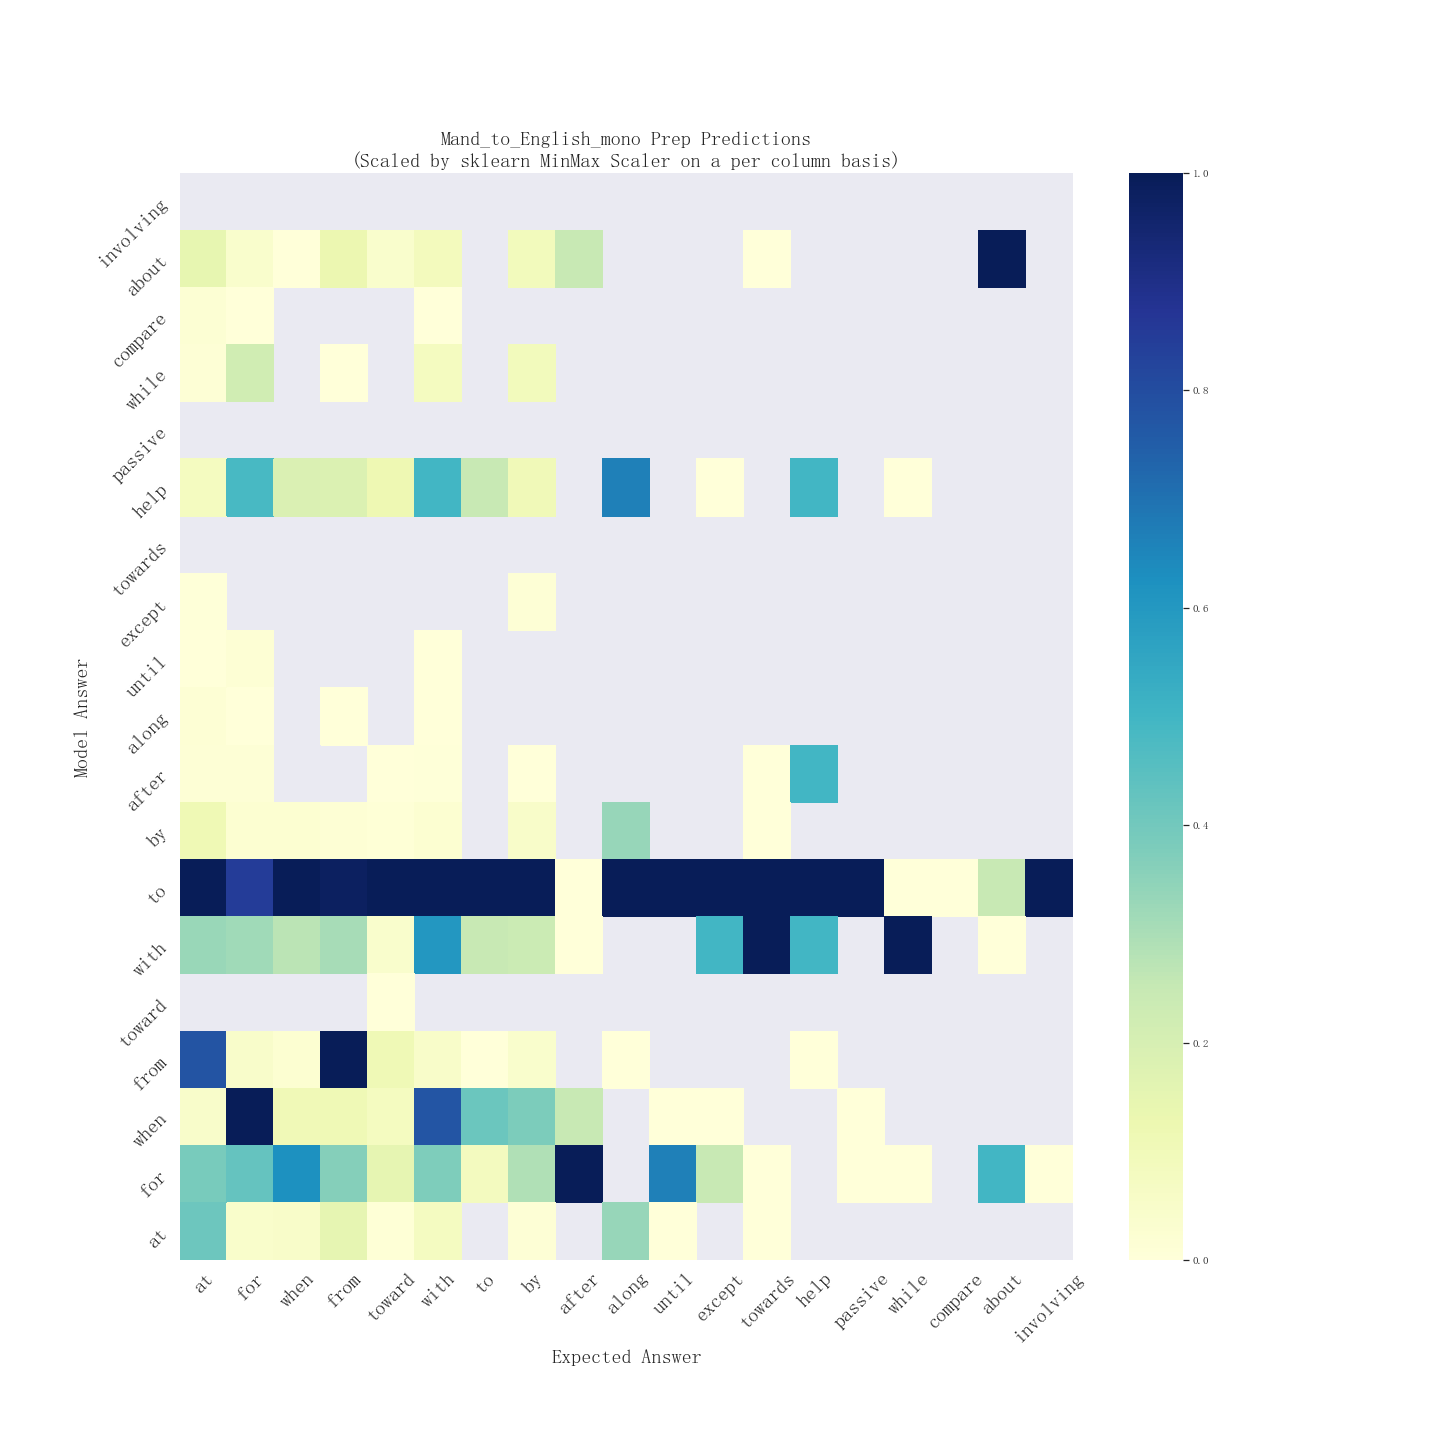 Mand_to_English_mono Prep Predictions
(Scaled by sklearn MinMax Scaler on a per column basis)
Model Answer
involving
about
compare
while
passive
help
towards
except
until
along
after
by
to
with
toward
from
when
for
at
at
for
when
from
toward
with
to
by
after
along
until
except
towards
help
passive
while
compare
about
involving
Expected Answer
1.0
0.8
0.6
0.4
0.2
0.0